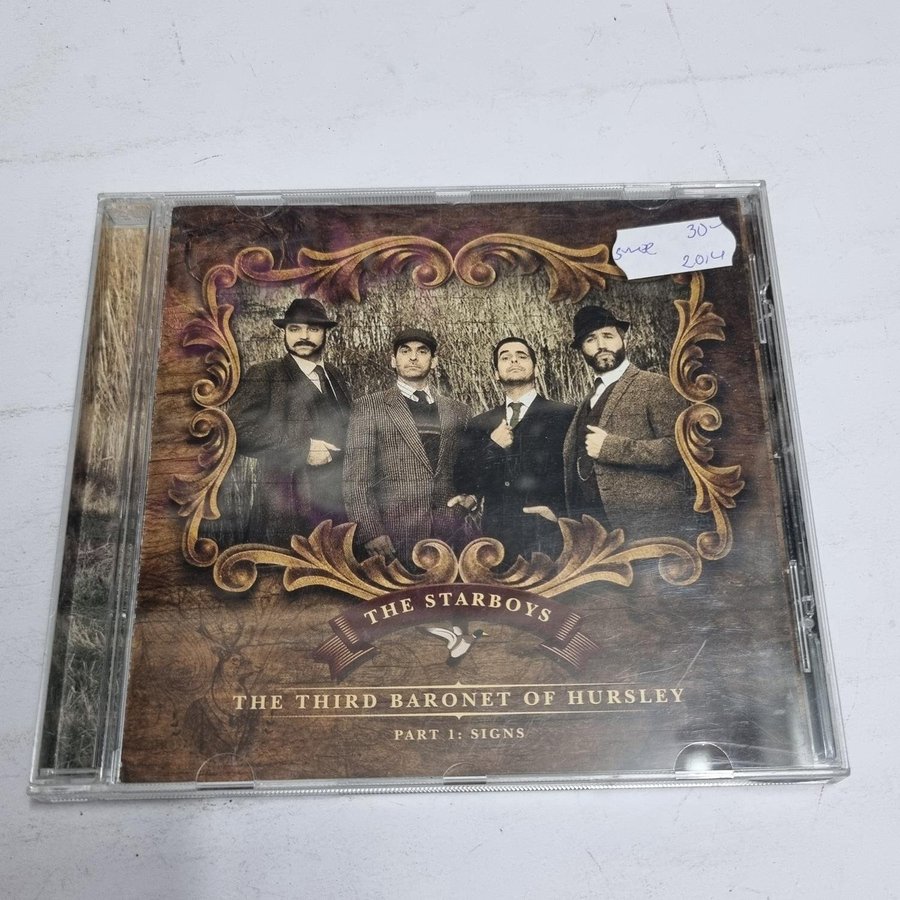 30-
2014
THE STARBOYS
THE THIRD BARONET OF HURSLEY
PART 1: SIGNS